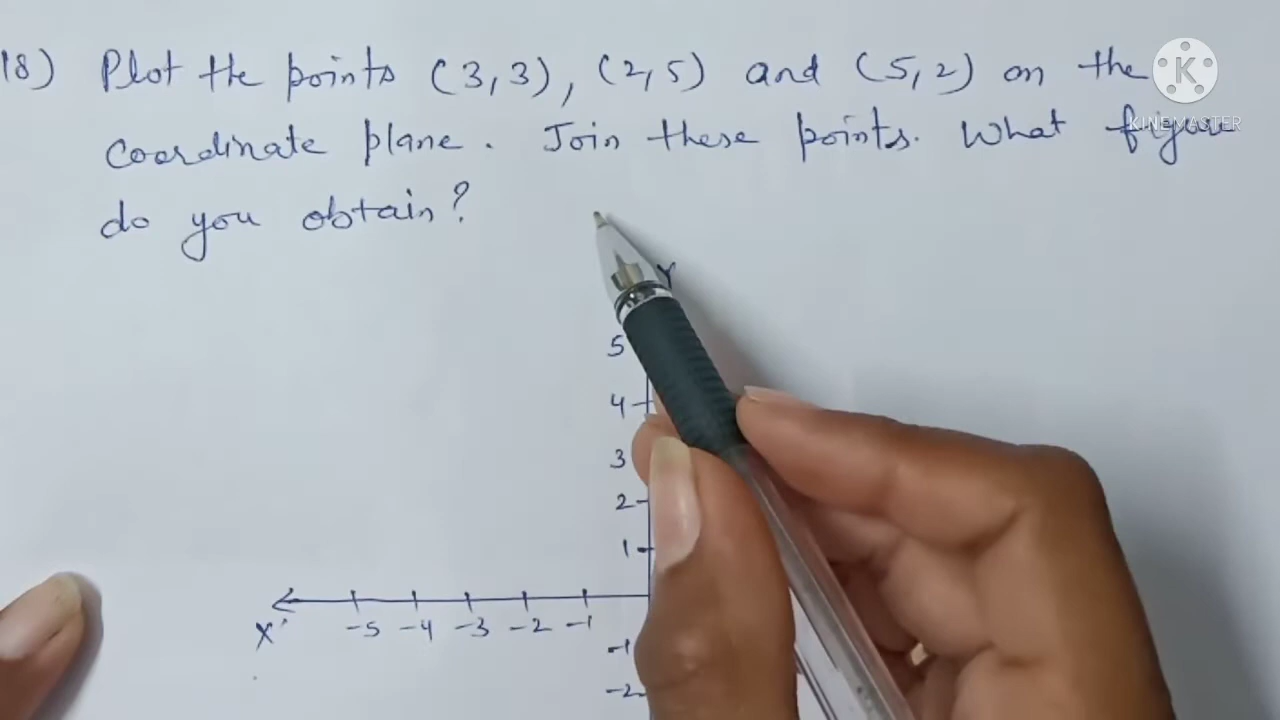 18) Plot the points (3,3), (2,5) and (5,2) on the
coordinate plane. Join these points. What figure
do you obtain?
K
KINEMASTER
Y
5
4
3
2
1
X' -5 -4 -3 -2 -1
-1
-2